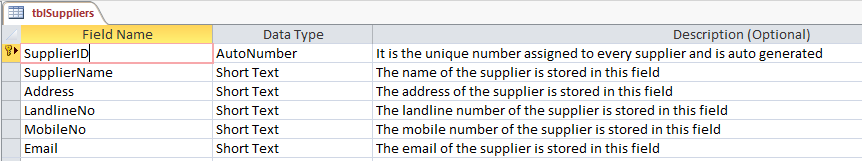 tblSuppliers
Field Name Data Type Description (Optional)
SupplierID AutoNumber It is the unique number assigned to every supplier and is auto generated
SupplierName Short Text The name of the supplier is stored in this field
Address Short Text The address of the supplier is stored in this field
LandlineNo Short Text The landline number of the supplier is stored in this field
MobileNo Short Text The mobile number of the supplier is stored in this field
Email Short Text The email of the supplier is stored in this field